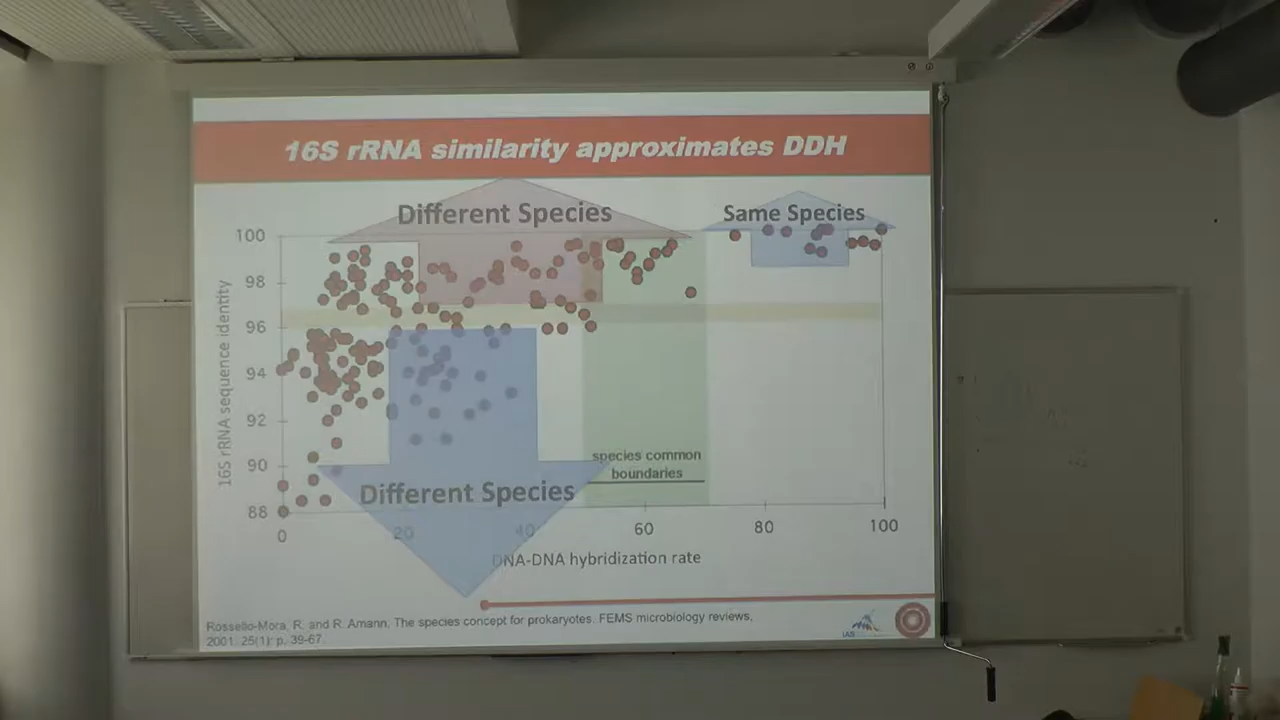 16S rRNA similarity approximates DDH
Different Species
Same Species
100
98
96
94
92
90
88
16S rRNA sequence identity
species common
boundaries
Different Species
0
20
40
60
80
100
DNA-DNA hybridization rate
Rossello-Mora, R. and R. Amann, The species concept for prokaryotes. FEMS microbiology reviews,
2001. 25(1): p. 39-67.
IAS